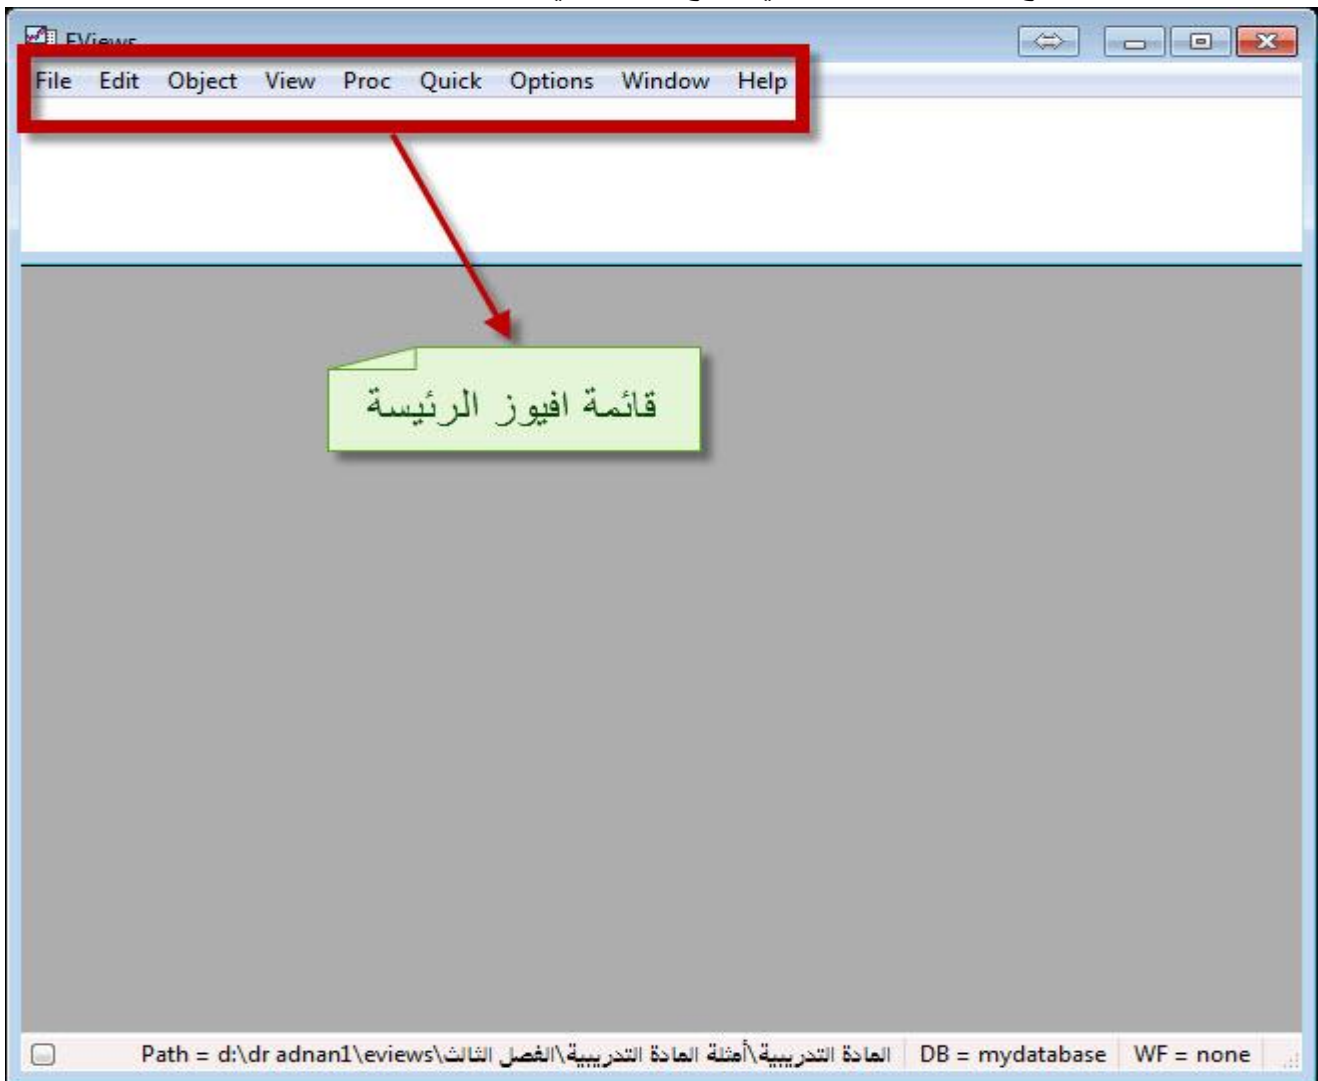 EViews
File Edit Object View Proc Quick Options Window Help
قائمة افيوز الرئيسة
Path = d:\dr adnan1\eviews\المادة التدريبية\أمثلة المادة التدريبية\الفصل الثالث DB = mydatabase WF = none